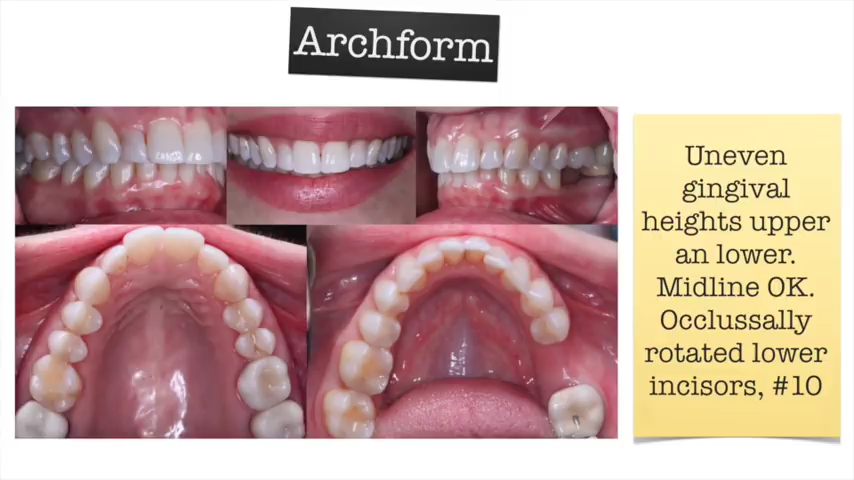 Archform
Uneven
gingival
heights upper
an lower.
Midline OK.
Occlussally
rotated lower
incisors, #10